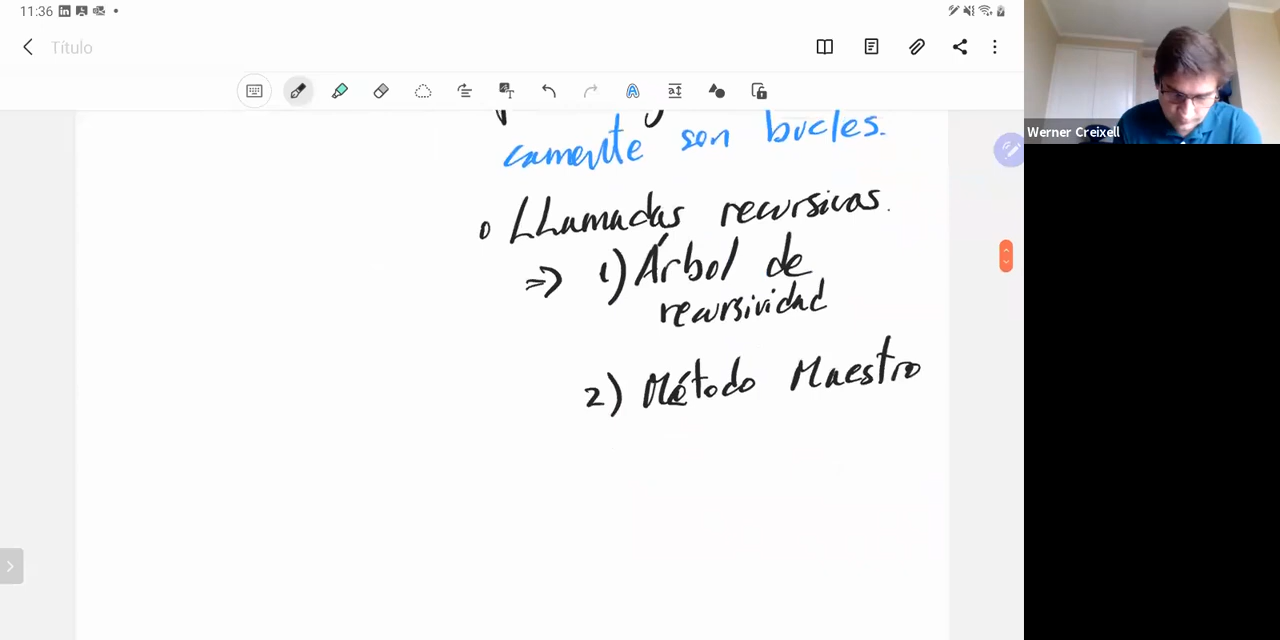 11:36
Título
camente son bucles.
o Llamadas recursivas.
⇒ 1) Árbol de
recursividad
2) Método Maestro
Werner Creixell